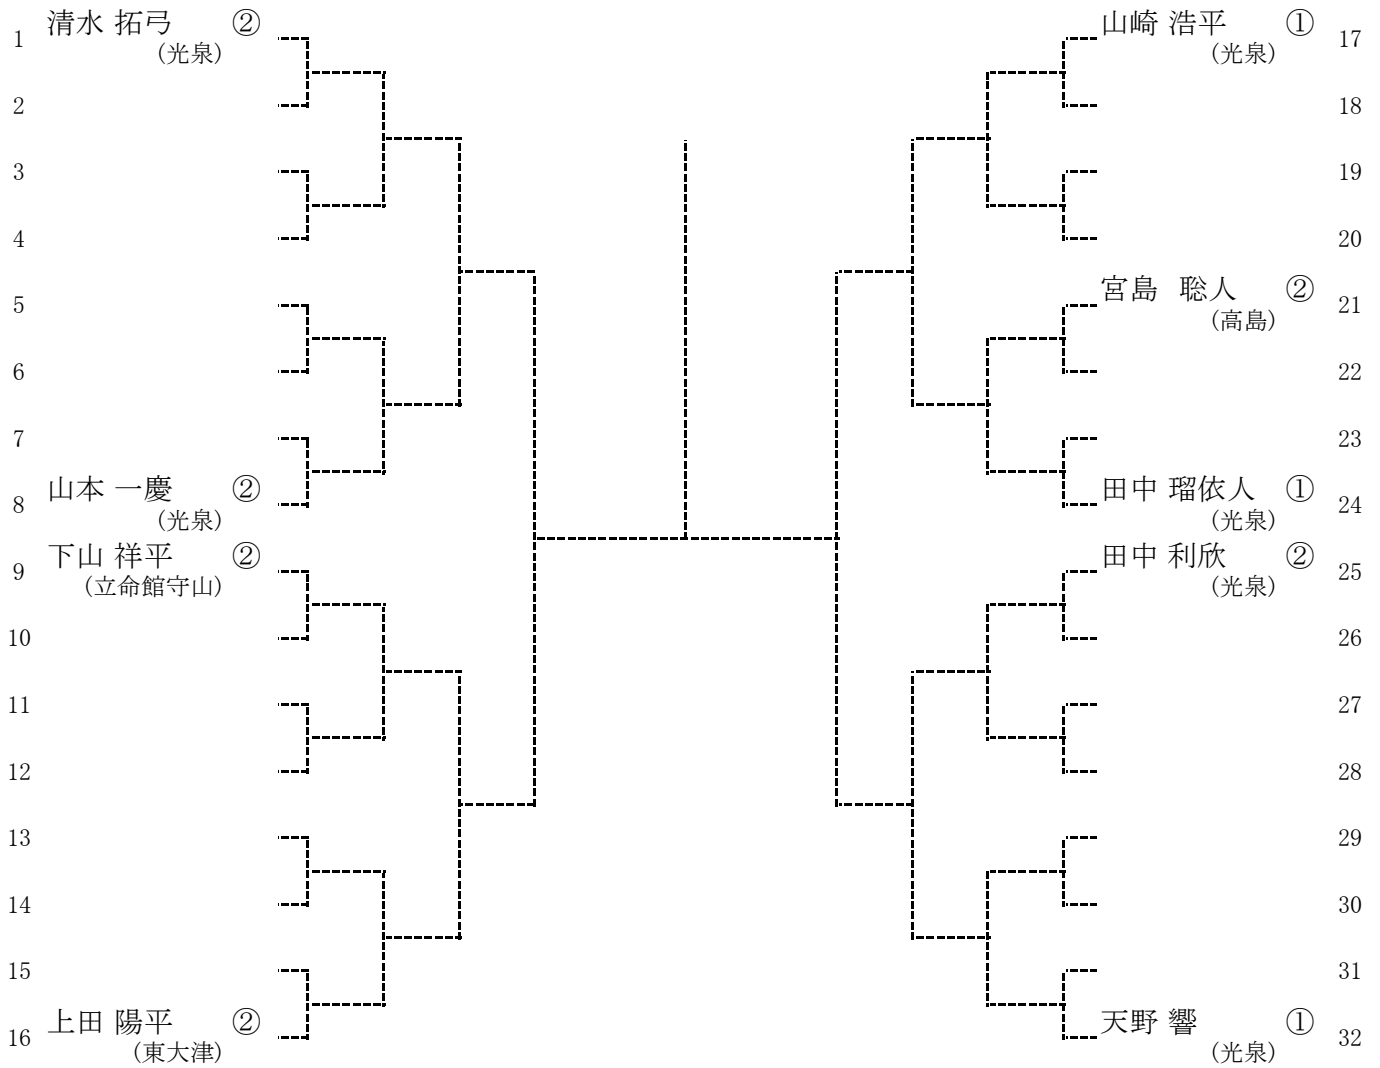 1 清水 拓弓 ②
(光泉)
2
3
4
5
6
7
8 山本 一慶 ②
(光泉)
9 下山 祥平 ②
(立命館守山)
10
11
12
13
14
15
16 上田 陽平 ②
(東大津)
山崎 浩平 ① 17
(光泉)
18
19
20
宮島 聡人 ② 21
(高島)
22
23
田中 瑠依人 ① 24
(光泉)
田中 利欣 ② 25
(光泉)
26
27
28
29
30
31
天野 響 ① 32
(光泉)